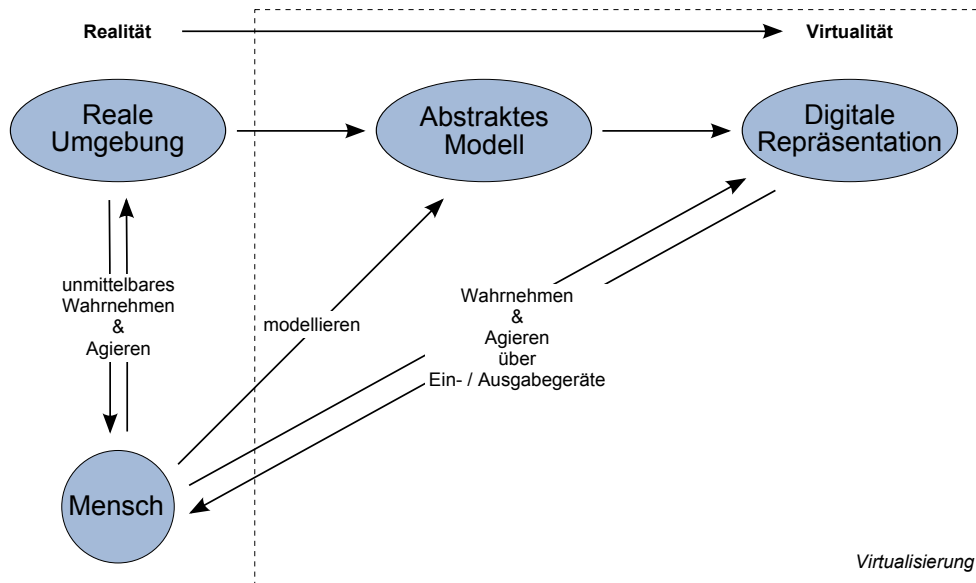 Realität
Virtualität
Reale
Umgebung
Abstraktes
Modell
Digitale
Repräsentation
unmittelbares
Wahrnehmen
&
Agieren
modellieren
Wahrnehmen
&
Agieren
über
Ein- / Ausgabegeräte
Mensch
Virtualisierung